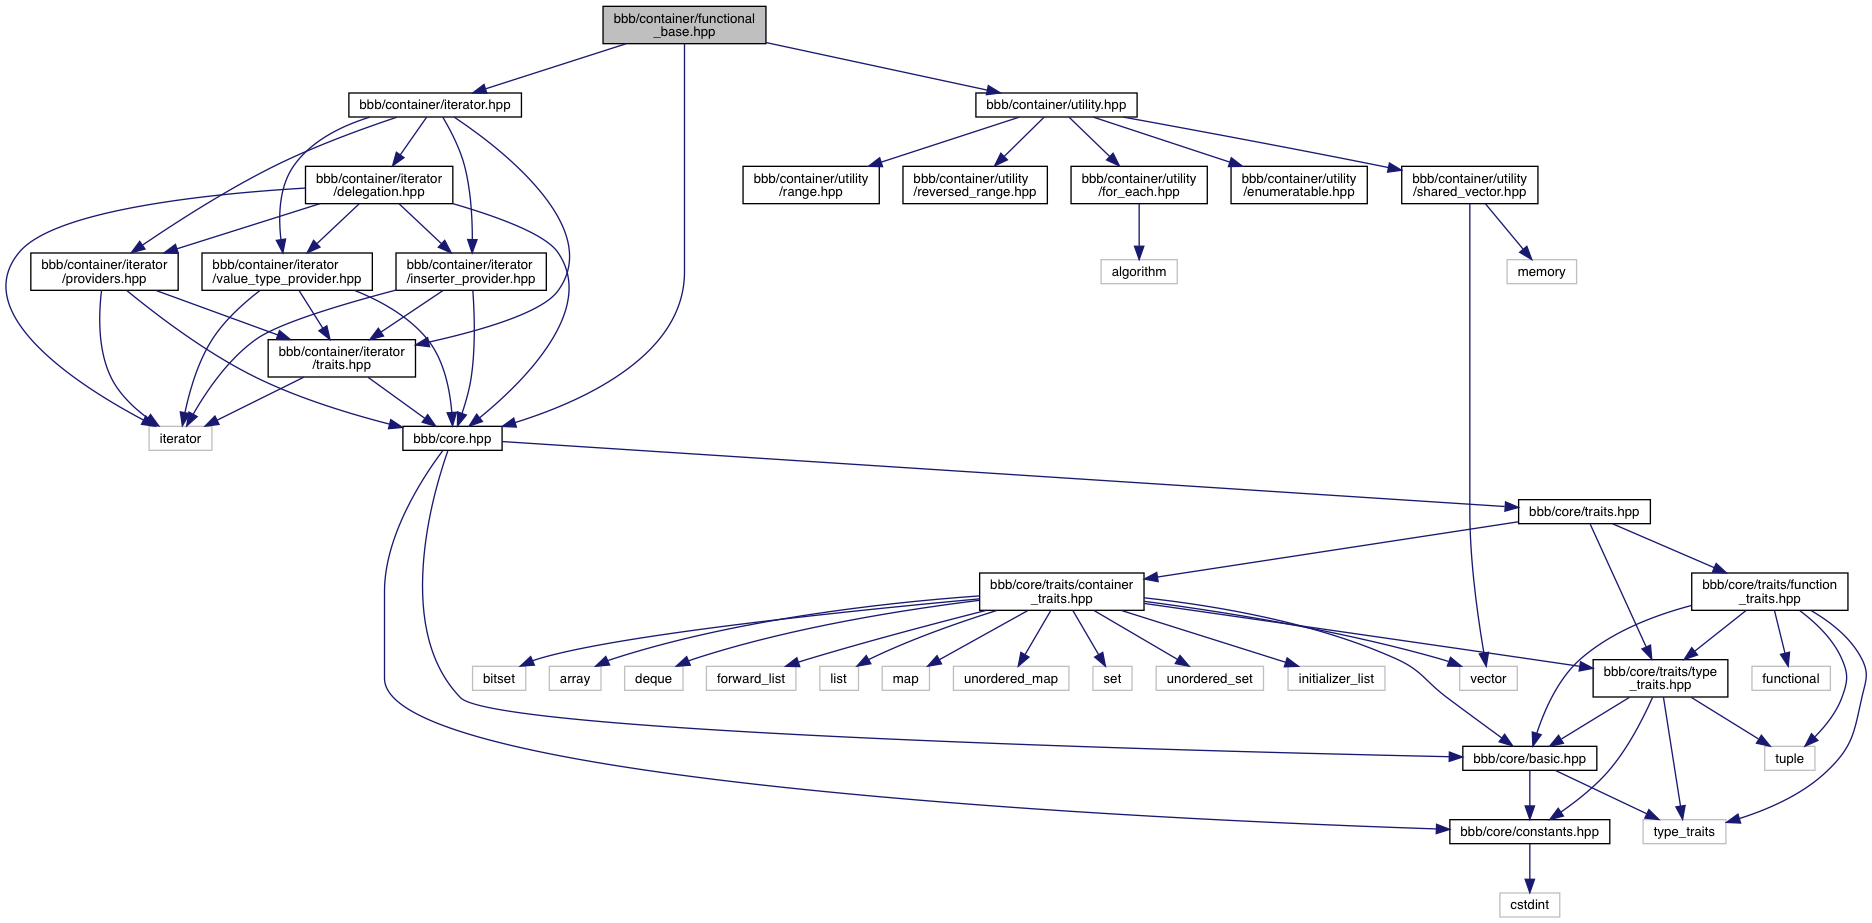 bbb/container/functional
_base.hpp
bbb/container/iterator.hpp
bbb/container/utility.hpp
bbb/container/iterator
/delegation.hpp
bbb/container/utility
/range.hpp
bbb/container/utility
/reversed_range.hpp
bbb/container/utility
/for_each.hpp
bbb/container/utility
/enumeratable.hpp
bbb/container/utility
/shared_vector.hpp
bbb/container/iterator
/providers.hpp
bbb/container/iterator
/value_type_provider.hpp
bbb/container/iterator
/inserter_provider.hpp
algorithm
memory
bbb/container/iterator
/traits.hpp
iterator
bbb/core.hpp
bbb/core/traits.hpp
bbb/core/traits/container
_traits.hpp
bbb/core/traits/function
_traits.hpp
bitset
array
deque
forward_list
list
map
unordered_map
set
unordered_set
initializer_list
vector
bbb/core/traits/type
_traits.hpp
functional
bbb/core/basic.hpp
tuple
bbb/core/constants.hpp
type_traits
cstdint